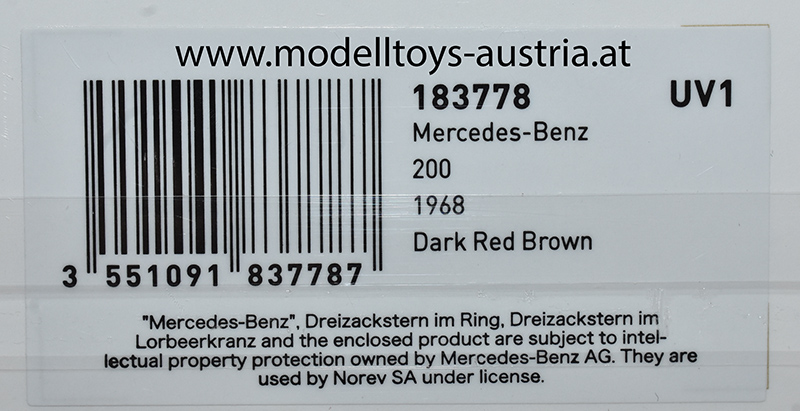 www.modelltoys-austria.at
183778 UV1
Mercedes-Benz
200
1968
Dark Red Brown
3 551091 837787
"Mercedes-Benz", Dreizackstern im Ring, Dreizackstern im
Lorbeerkranz and the enclosed product are subject to intel-
lectual property protection owned by Mercedes-Benz AG. They are
used by Norev SA under license.